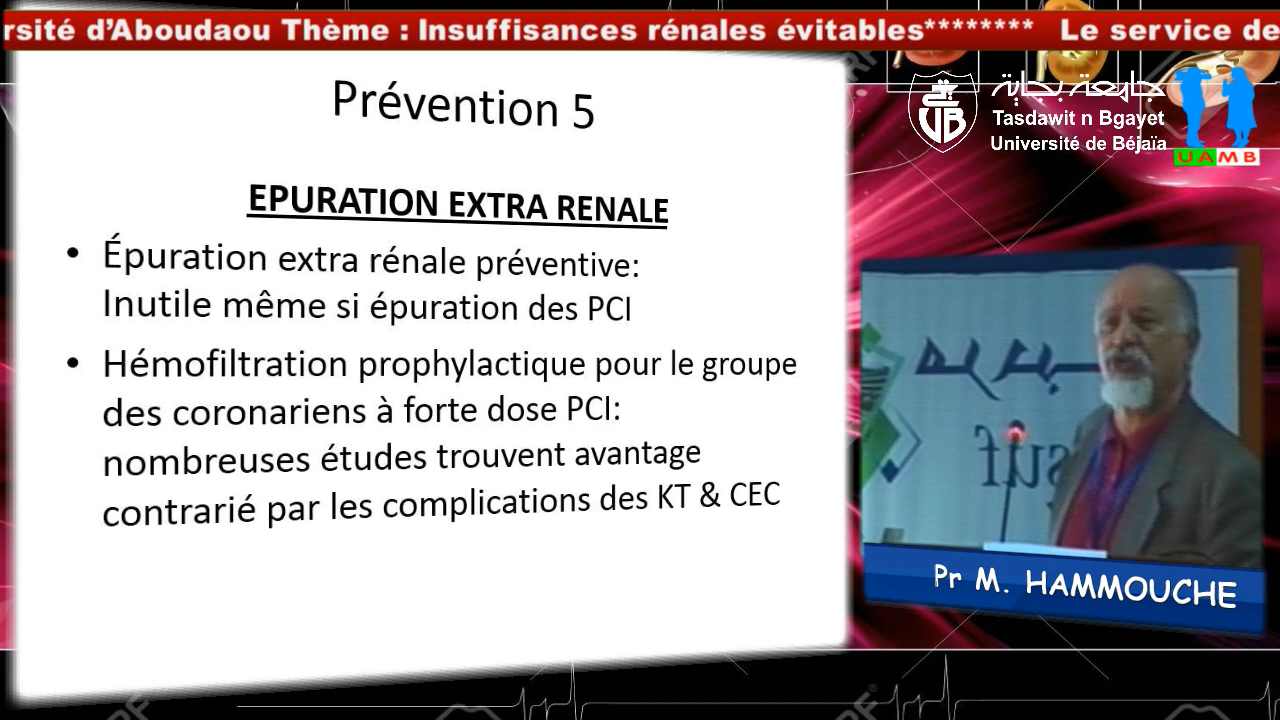 rsité d'Aboudaou Thème : Insuffisances rénales évitables******** Le service de
Prévention 5
EPURATION EXTRA RENALE
• Épuration extra rénale préventive:
Inutile même si épuration des PCI
• Hémofiltration prophylactique pour le groupe
des coronariens à forte dose PCI:
nombreuses études trouvent avantage
contrarié par les complications des KT & CEC
جامعة بجاية
Tasdawit n Bgayet
Université de Béjaïa
UAMB
Pr M. HAMMOUCHE